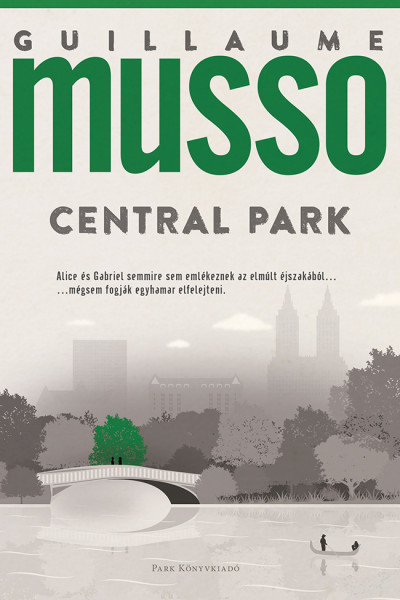 GUILLAUME
musso
CENTRAL PARK
Alice és Gabriel semmire sem emlékeznek az elmúlt éjszakából...
...mégsem fogják egyhamar elfelejteni.
PARK KÖNYVKIADÓ